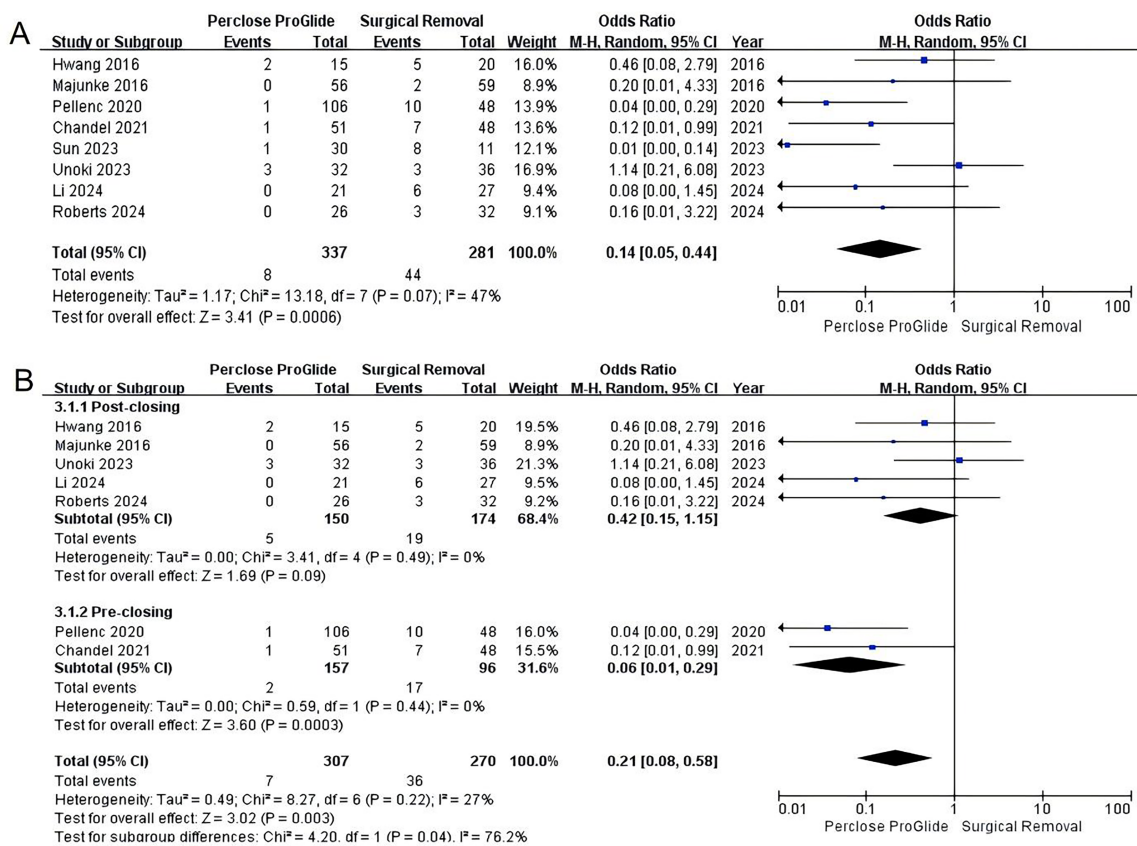 A
Perclose ProGlide Surgical Removal Odds Ratio Odds Ratio
Study or Subgroup Events Total Events Total Weight M-H, Random, 95% CI Year M-H, Random, 95% CI
Hwang 2016 2 15 5 20 16.0% 0.46 [0.08, 2.79] 2016
Majunke 2016 0 56 2 59 8.9% 0.20 [0.01, 4.33] 2016
Pellenc 2020 1 106 10 48 13.9% 0.04 [0.00, 0.29] 2020
Chandel 2021 1 51 7 48 13.6% 0.12 [0.01, 0.99] 2021
Sun 2023 1 30 8 11 12.1% 0.01 [0.00, 0.14] 2023
Unoki 2023 3 32 3 36 16.9% 1.14 [0.21, 6.08] 2023
Li 2024 0 21 6 27 9.4% 0.08 [0.00, 1.45] 2024
Roberts 2024 0 26 3 32 9.1% 0.16 [0.01, 3.22] 2024
Total (95% CI) 337 281 100.0% 0.14 [0.05, 0.44]
Total events 8 44
Heterogeneity: Tau² = 1.17; Chi² = 13.18, df = 7 (P = 0.07); I² = 47%
Test for overall effect: Z = 3.41 (P = 0.0006)
0.01 0.1 1 10 100
Perclose ProGlide Surgical Removal
B
Perclose ProGlide Surgical Removal Odds Ratio Odds Ratio
Study or Subgroup Events Total Events Total Weight M-H, Random, 95% CI Year M-H, Random, 95% CI
3.1.1 Post-closing
Hwang 2016 2 15 5 20 19.5% 0.46 [0.08, 2.79] 2016
Majunke 2016 0 56 2 59 8.9% 0.20 [0.01, 4.33] 2016
Unoki 2023 3 32 3 36 21.3% 1.14 [0.21, 6.08] 2023
Li 2024 0 21 6 27 9.5% 0.08 [0.00, 1.45] 2024
Roberts 2024 0 26 3 32 9.2% 0.16 [0.01, 3.22] 2024
Subtotal (95% CI) 150 174 68.4% 0.42 [0.15, 1.15]
Total events 5 19
Heterogeneity: Tau² = 0.00; Chi² = 3.41, df = 4 (P = 0.49); I² = 0%
Test for overall effect: Z = 1.69 (P = 0.09)
3.1.2 Pre-closing
Pellenc 2020 1 106 10 48 16.0% 0.04 [0.00, 0.29] 2020
Chandel 2021 1 51 7 48 15.5% 0.12 [0.01, 0.99] 2021
Subtotal (95% CI) 157 96 31.6% 0.06 [0.01, 0.29]
Total events 2 17
Heterogeneity: Tau² = 0.00; Chi² = 0.59, df = 1 (P = 0.44); I² = 0%
Test for overall effect: Z = 3.60 (P = 0.0003)
Total (95% CI) 307 270 100.0% 0.21 [0.08, 0.58]
Total events 7 36
Heterogeneity: Tau² = 0.49; Chi² = 8.27, df = 6 (P = 0.22); I² = 27%
Test for overall effect: Z = 3.02 (P = 0.003)
Test for subgroup differences: Chi² = 4.20, df = 1 (P = 0.04), I² = 76.2%
0.01 0.1 1 10 100
Perclose ProGlide Surgical Removal